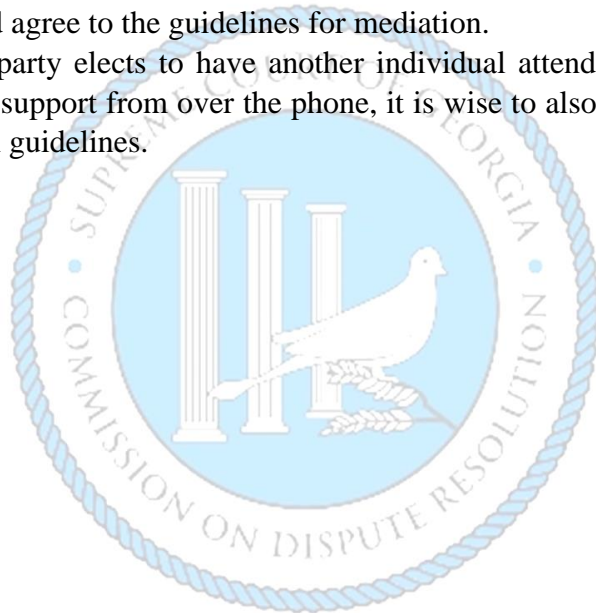 agree to the guidelines for mediation.
party elects to have another individual attend
support from over the phone, it is wise to also
guidelines.
SUPREME COURT OF GEORGIA
COMMISSION ON DISPUTE RESOLUTION